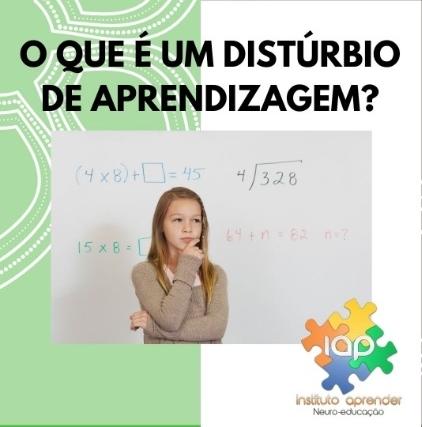 O QUE É UM DISTÚRBIO
DE APRENDIZAGEM?
(4 x 8) + □ = 45
4)328
15 x 8 = 
64 + n = 82 n = ?
iap
instituto aprender
Neuro-educação